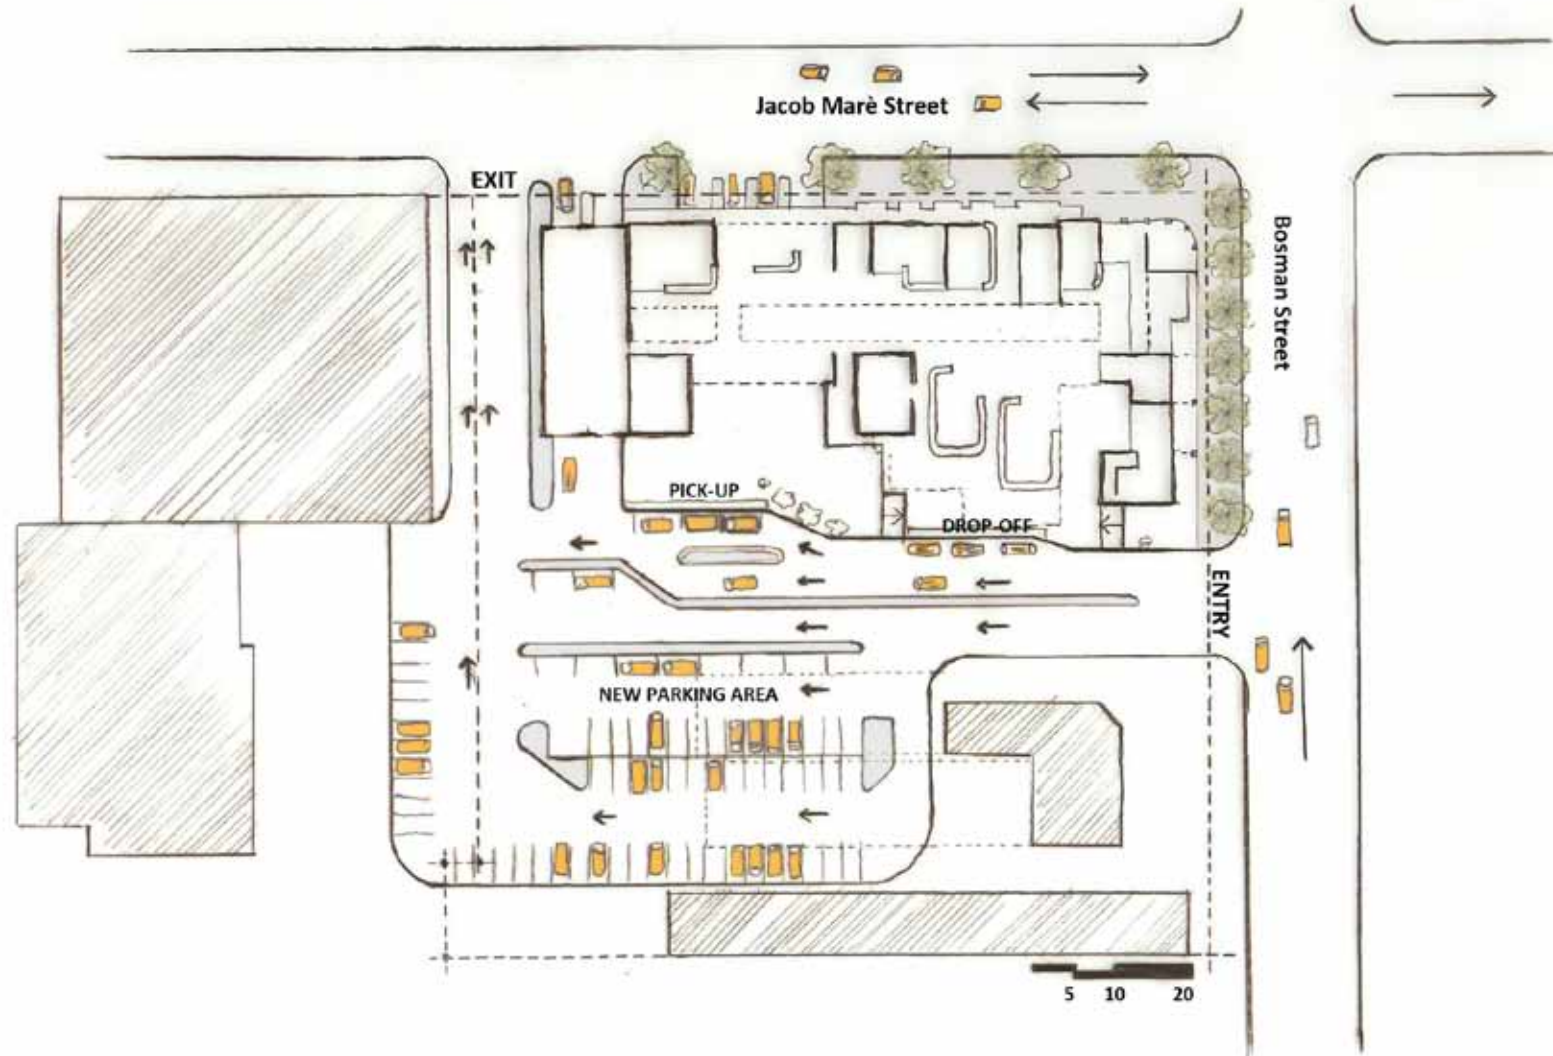 Jacob Marè Street
EXIT
Bosman Street
PICK-UP
DROP-OFF
ENTRY
NEW PARKING AREA
5 10 20